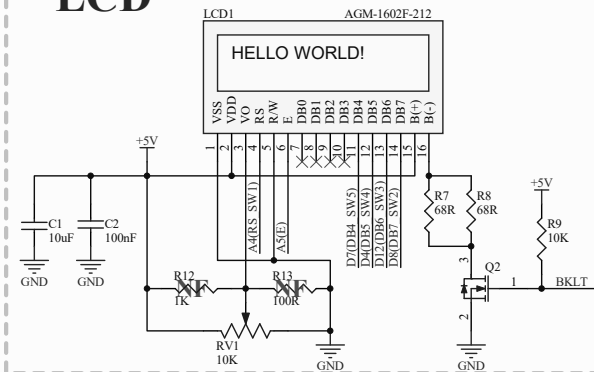 LCD
LCD1 AGM-1602F-212
HELLO WORLD!
VSS VDD VO RS R/W E DB0 DB1 DB2 DB3 DB4 DB5 DB6 DB7 B(+) B(-)
1 2 3 4 5 6 7 8 9 10 11 12 13 14 15 16
+5V
C1
10uF
C2
100nF
GND
GND
A4(RS SW1)
A5(E)
D7(DB4 SW5)
D4(DB5 SW4)
D12(DB6 SW3)
D8(DB7 SW2)
R7
68R
R8
68R
+5V
R9
10K
R12
NF
1K
R13
NF
100R
RV1
10K
GND
3
Q2
1
BKLT
2
GND